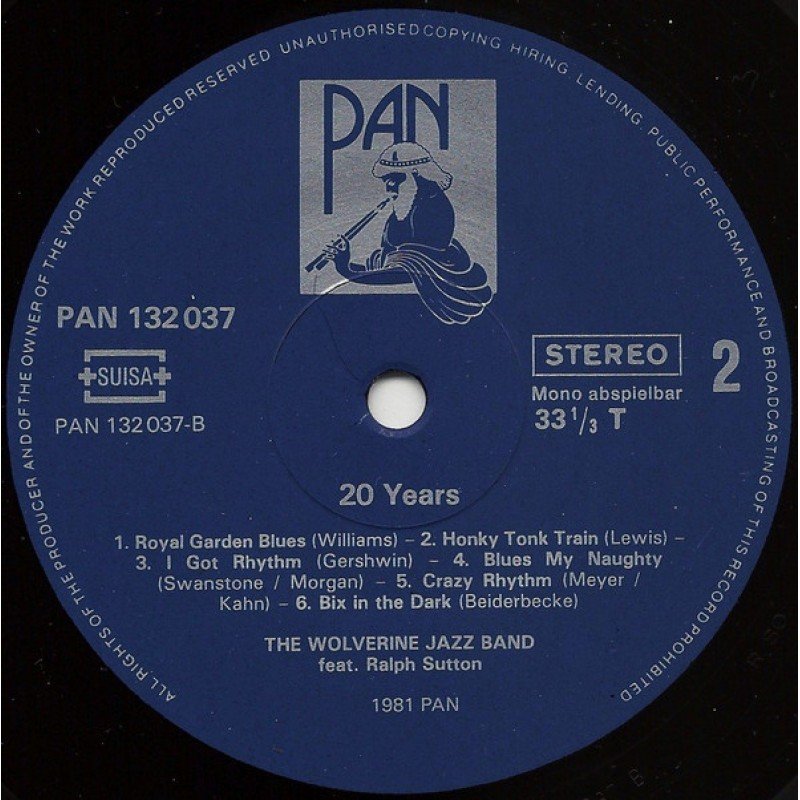 ALL RIGHTS OF THE PRODUCER AND OF THE OWNER OF THE WORK REPRODUCED RESERVED UNAUTHORISED COPYING HIRING LENDING PUBLIC PERFORMANCE AND BROADCASTING OF THIS RECORD PROHIBITED
PAN
PAN 132 037
SUISA
PAN 132 037-B
STEREO
2
Mono abspielbar
33 1/3 T
20 Years
1. Royal Garden Blues (Williams) – 2. Honky Tonk Train (Lewis) –
3. I Got Rhythm (Gershwin) – 4. Blues My Naughty
(Swanstone / Morgan) – 5. Crazy Rhythm (Meyer /
Kahn) – 6. Bix in the Dark (Beiderbecke)
THE WOLVERINE JAZZ BAND
feat. Ralph Sutton
1981 PAN